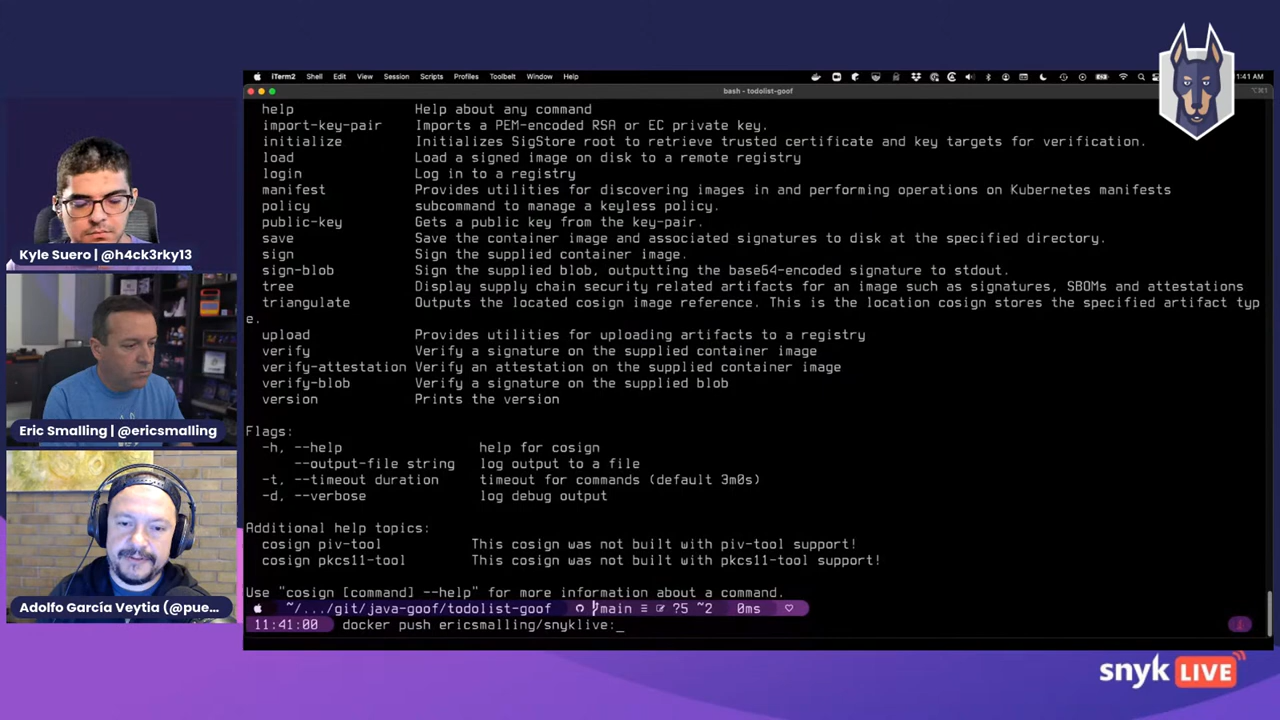 iTerm2 Shell Edit View Session Scripts Profiles Toolbelt Window Help
:41 AM
bash - todolist-goof
help Help about any command
import-key-pair Imports a PEM-encoded RSA or EC private key.
initialize Initializes SigStore root to retrieve trusted certificate and key targets for verification.
load Load a signed image on disk to a remote registry
login Log in to a registry
manifest Provides utilities for discovering images in and performing operations on Kubernetes manifests
policy subcommand to manage a keyless policy.
public-key Gets a public key from the key-pair.
save Save the container image and associated signatures to disk at the specified directory.
sign Sign the supplied container image.
sign-blob Sign the supplied blob, outputting the base64-encoded signature to stdout.
tree Display supply chain security related artifacts for an image such as signatures, SBOMs and attestations
triangulate Outputs the located cosign image reference. This is the location cosign stores the specified artifact typ
e.
upload Provides utilities for uploading artifacts to a registry
verify Verify a signature on the supplied container image
verify-attestation Verify an attestation on the supplied container image
verify-blob Verify a signature on the supplied blob
version Prints the version
Flags:
-h, --help help for cosign
--output-file string log output to a file
-t, --timeout duration timeout for commands (default 3m0s)
-d, --verbose log debug output
Additional help topics:
cosign piv-tool This cosign was not built with piv-tool support!
cosign pkcs11-tool This cosign was not built with pkcs11-tool support!
Use "cosign [command] --help" for more information about a command.
~/.../git/java-goof/todolist-goof main ≡ ?5 ~2 0ms
11:41:00 docker push ericsmalling/snyklive:_
Kyle Suero | @h4ck3rky13
Eric Smalling | @ericsmalling
Adolfo García Veytia (@pue...
snyk LIVE